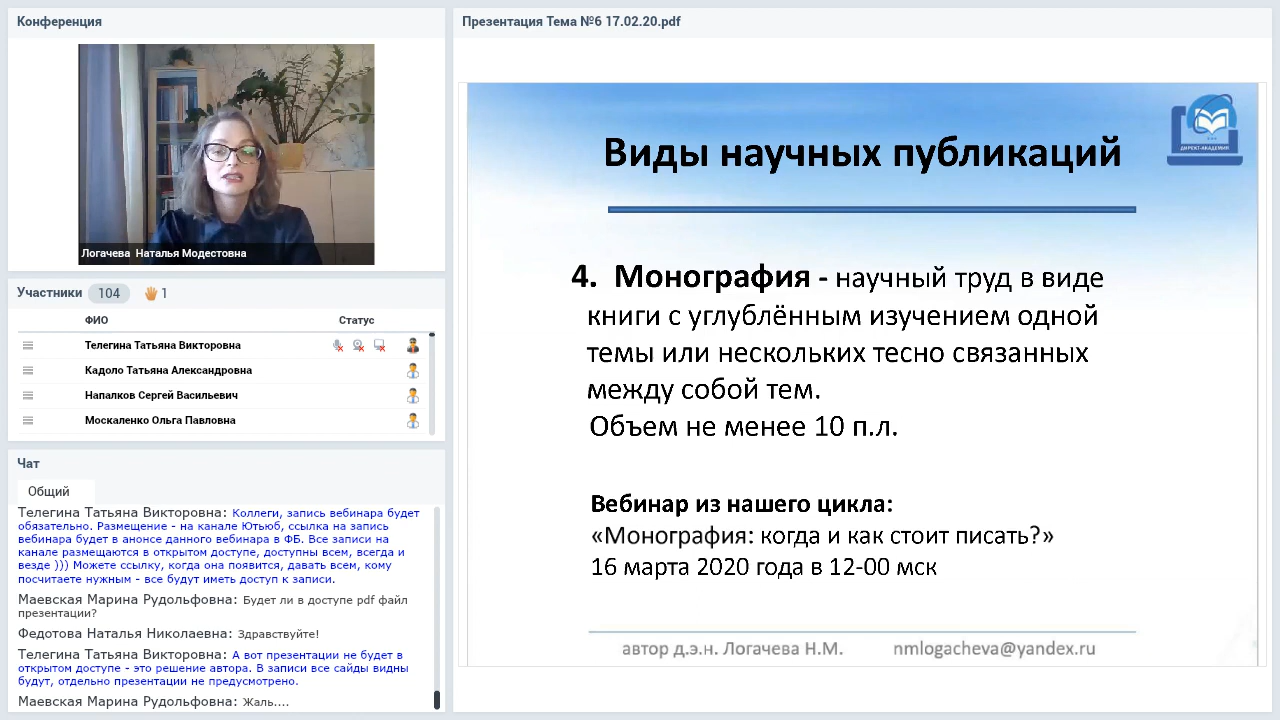 Конференция
Логачева Наталья Модестовна
Участники 104 1
ФИО Статус
Телегина Татьяна Викторовна
Кадоло Татьяна Александровна
Напалков Сергей Васильевич
Москаленко Ольга Павловна
Чат
Общий
Телегина Татьяна Викторовна: Коллеги, запись вебинара будет
обязательно. Размещение - на канале Ютьюб, ссылка на запись
вебинара будет в анонсе данного вебинара в ФБ. Все записи на
канале размещаются в открытом доступе, доступны всем, всегда и
везде ))) Можете ссылку, когда она появится, давать всем, кому
посчитаете нужным - все будут иметь доступ к записи.
Маевская Марина Рудольфовна: Будет ли в доступе pdf файл
презентации?
Федотова Наталья Николаевна: Здравствуйте!
Телегина Татьяна Викторовна: А вот презентации не будет в
открытом доступе - это решение автора. В записи все сайды видны
будут, отдельно презентации не предусмотрено.
Маевская Марина Рудольфовна: Жаль....
Презентация Тема №6 17.02.20.pdf
ДИРЕКТ-АКАДЕМИЯ
Виды научных публикаций
4. Монография - научный труд в виде
книги с углублённым изучением одной
темы или нескольких тесно связанных
между собой тем.
Объем не менее 10 п.л.
Вебинар из нашего цикла:
«Монография: когда и как стоит писать?»
16 марта 2020 года в 12-00 мск
автор д.э.н. Логачева Н.М. nmlogacheva@yandex.ru